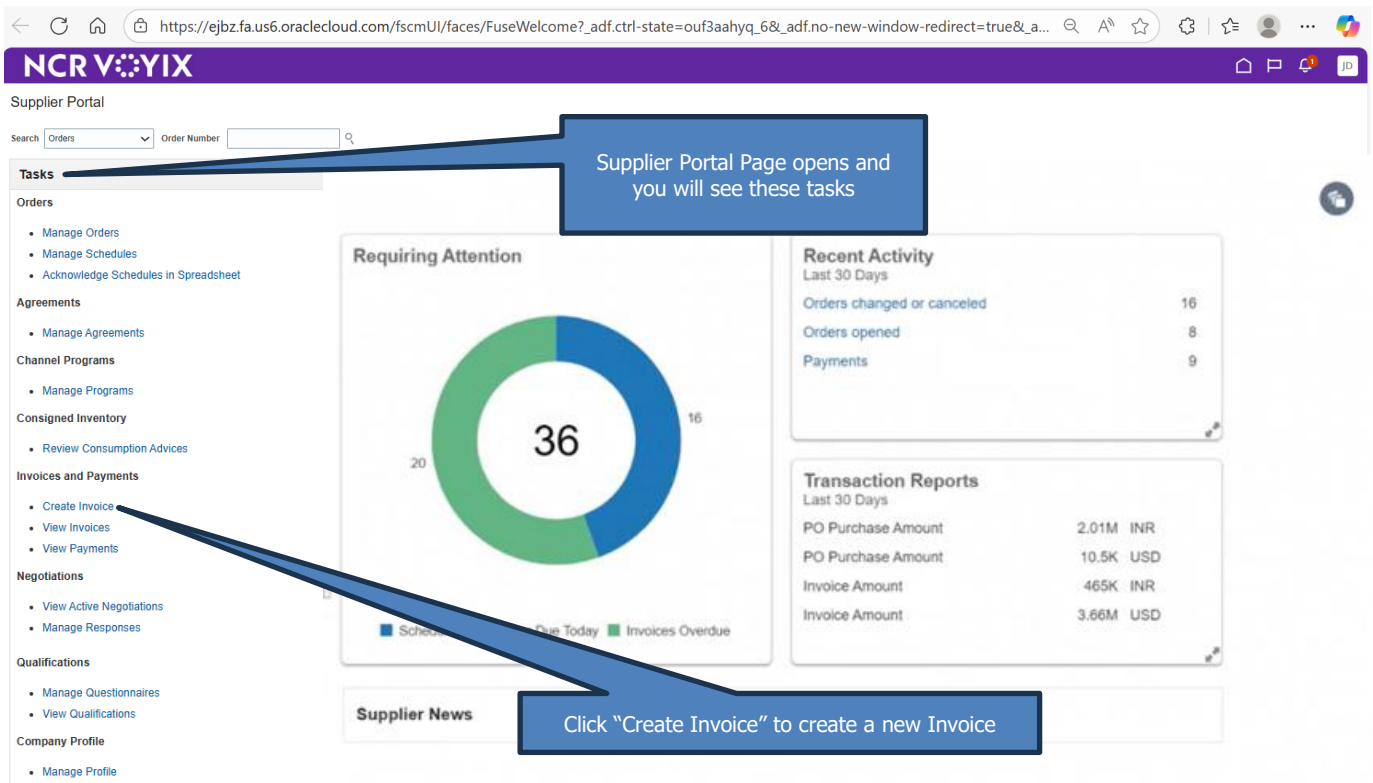 https://ejbz.fa.us6.oraclecloud.com/fscmUI/faces/FuseWelcome?_adf.ctrl-state=ouf3aahyq_6&_adf.no-new-window-redirect=true&_a...
NCR VOYIX
1
JD
Supplier Portal
Search Orders Order Number
Supplier Portal Page opens and
you will see these tasks
Tasks
Orders
• Manage Orders
• Manage Schedules
• Acknowledge Schedules in Spreadsheet
Agreements
• Manage Agreements
Channel Programs
• Manage Programs
Consigned Inventory
• Review Consumption Advices
Invoices and Payments
• Create Invoice
• View Invoices
• View Payments
Negotiations
• View Active Negotiations
• Manage Responses
Qualifications
• Manage Questionnaires
• View Qualifications
Company Profile
• Manage Profile
Requiring Attention
16
36
20
Due Today Invoices Overdue
Recent Activity
Last 30 Days
Orders changed or canceled 16
Orders opened 8
Payments 9
Transaction Reports
Last 30 Days
PO Purchase Amount 2.01M INR
PO Purchase Amount 10.5K USD
Invoice Amount 465K INR
Invoice Amount 3.66M USD
Supplier News
Click “Create Invoice” to create a new Invoice